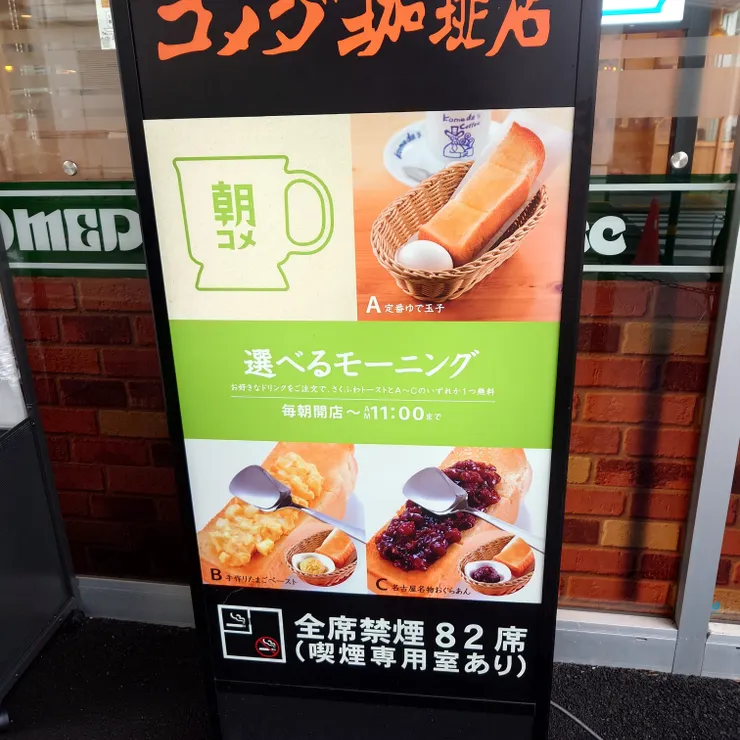 コメダ珈琲店
Komeda's
Coffee
Komeda's
朝
コメ
OMED
A 定番ゆで玉子
選べるモーニング
お好きなドリンクをご注文で、さくふわトーストとA〜Cのいずれか1つ無料
毎朝開店〜AM11:00まで
B 手作りたまごペースト
C 名古屋名物おぐらあん
全席禁煙 82席
(喫煙専用室あり)